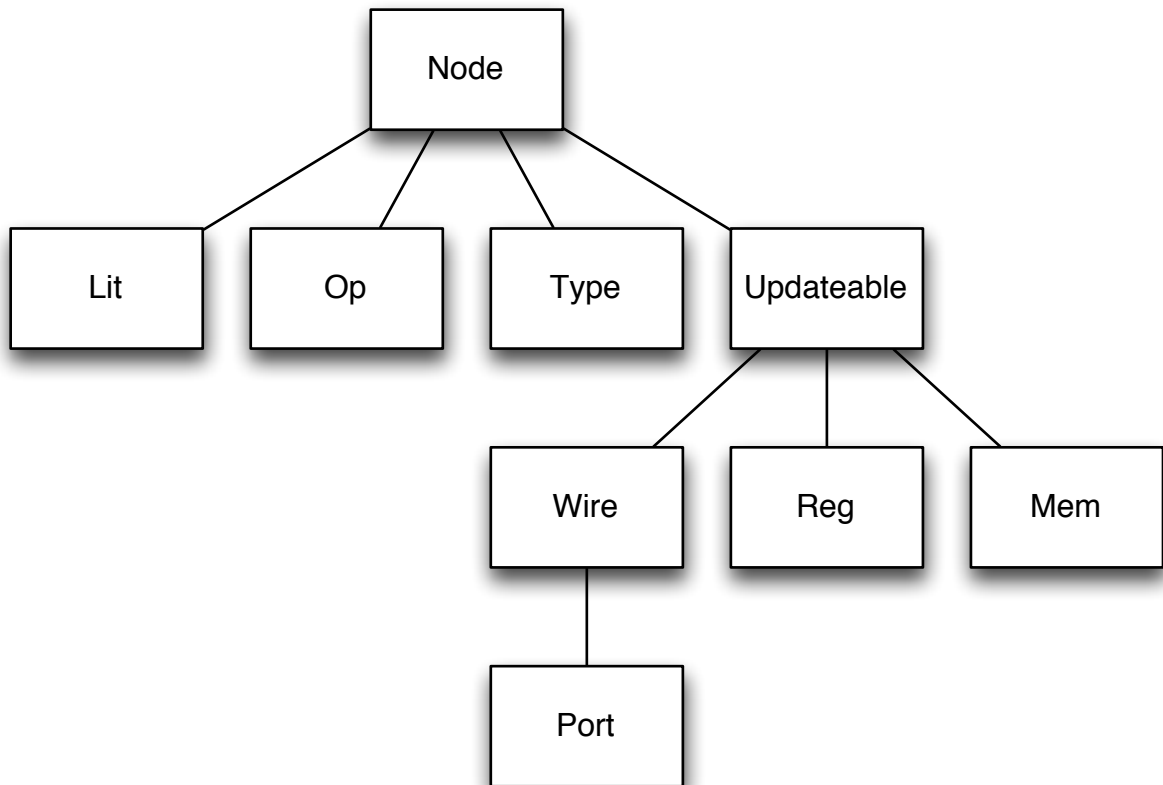 Node
Lit
Op
Type
Updateable
Wire
Reg
Mem
Port